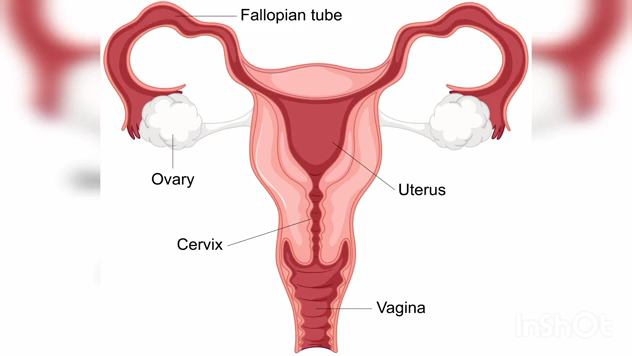 Fallopian tube
Ovary
Uterus
Cervix
Vagina
InShOt